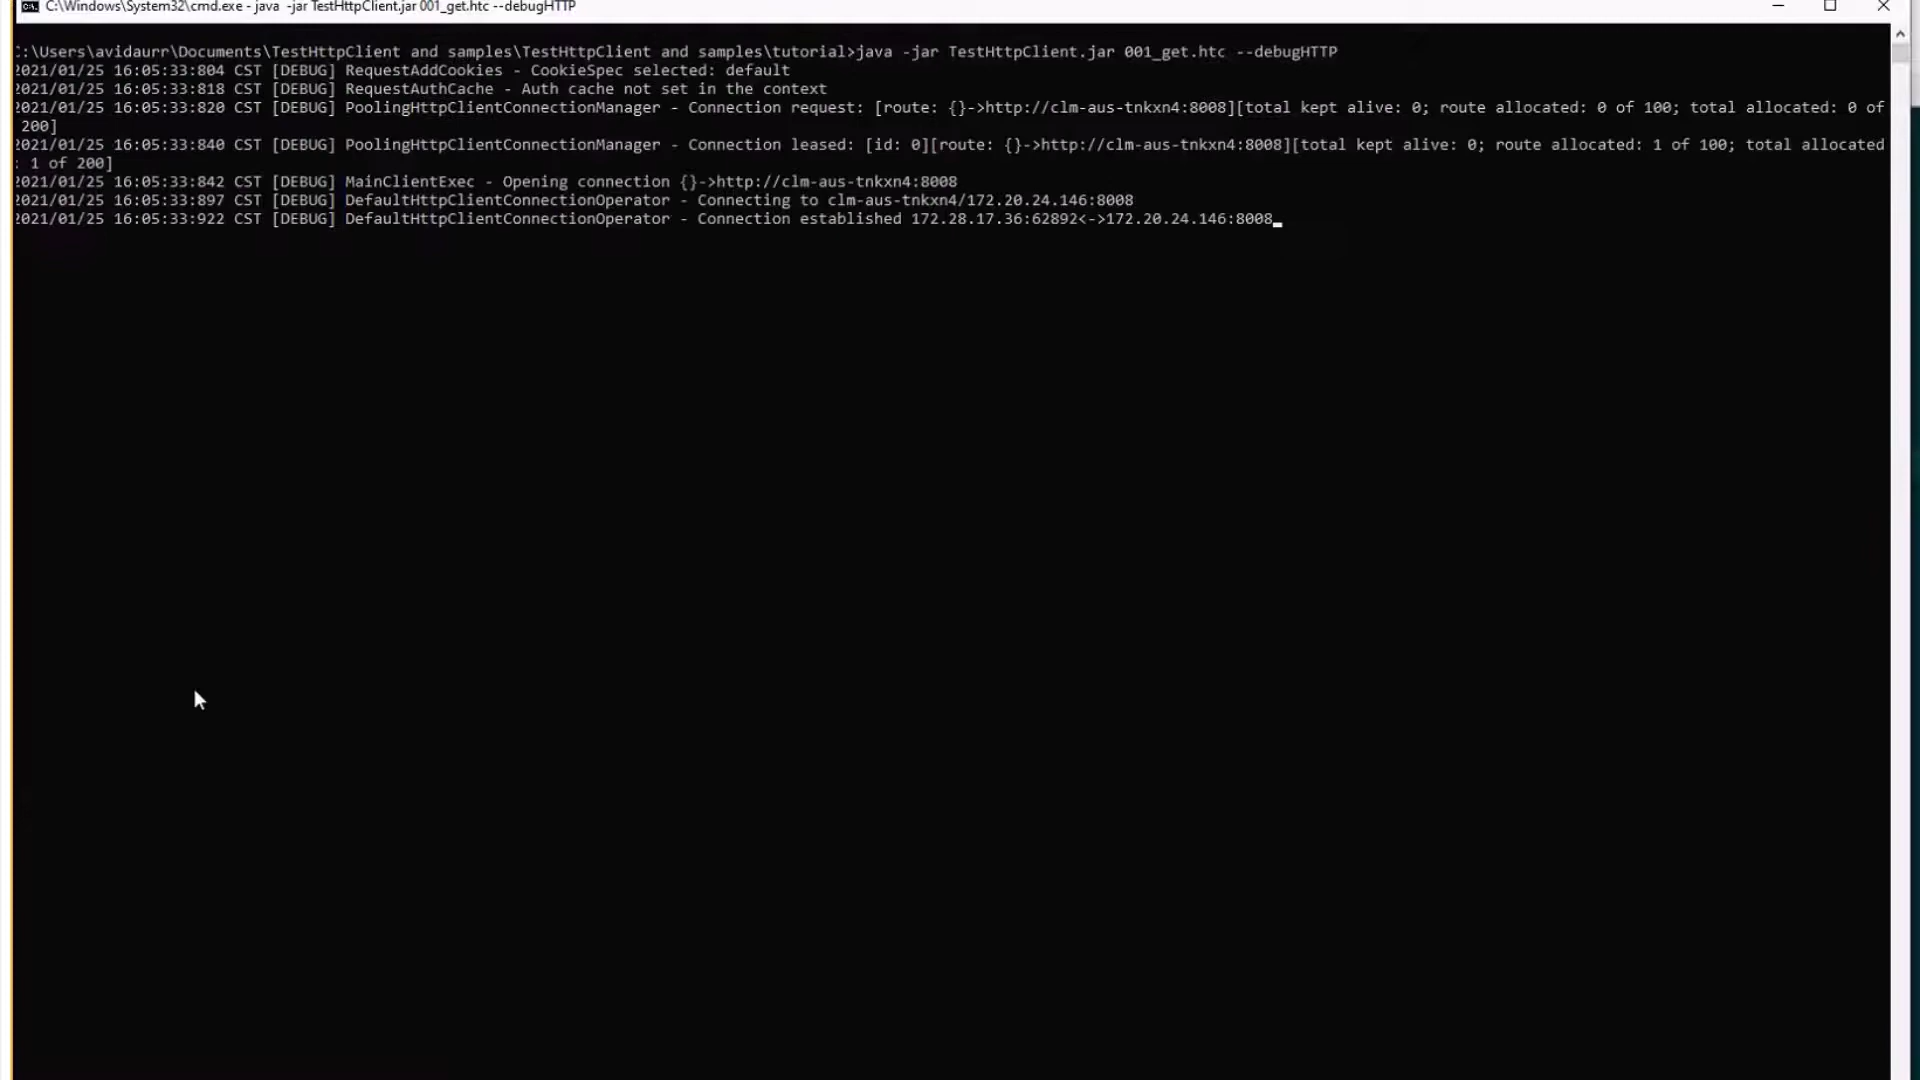 C:\Windows\System32\cmd.exe - java -jar TestHttpClient.jar 001_get.htc --debugHTTP
:\Users\avidaurr\Documents\TestHttpClient and samples\TestHttpClient and samples\tutorial>java -jar TestHttpClient.jar 001_get.htc --debugHTTP
2021/01/25 16:05:33:804 CST [DEBUG] RequestAddCookies - CookieSpec selected: default
2021/01/25 16:05:33:818 CST [DEBUG] RequestAuthCache - Auth cache not set in the context
2021/01/25 16:05:33:820 CST [DEBUG] PoolingHttpClientConnectionManager - Connection request: [route: {}->http://clm-aus-tnkxn4:8008][total kept alive: 0; route allocated: 0 of 100; total allocated: 0 of
200]
2021/01/25 16:05:33:840 CST [DEBUG] PoolingHttpClientConnectionManager - Connection leased: [id: 0][route: {}->http://clm-aus-tnkxn4:8008][total kept alive: 0; route allocated: 1 of 100; total allocated
: 1 of 200]
2021/01/25 16:05:33:842 CST [DEBUG] MainClientExec - Opening connection {}->http://clm-aus-tnkxn4:8008
2021/01/25 16:05:33:897 CST [DEBUG] DefaultHttpClientConnectionOperator - Connecting to clm-aus-tnkxn4/172.20.24.146:8008
2021/01/25 16:05:33:922 CST [DEBUG] DefaultHttpClientConnectionOperator - Connection established 172.28.17.36:62892<->172.20.24.146:8008